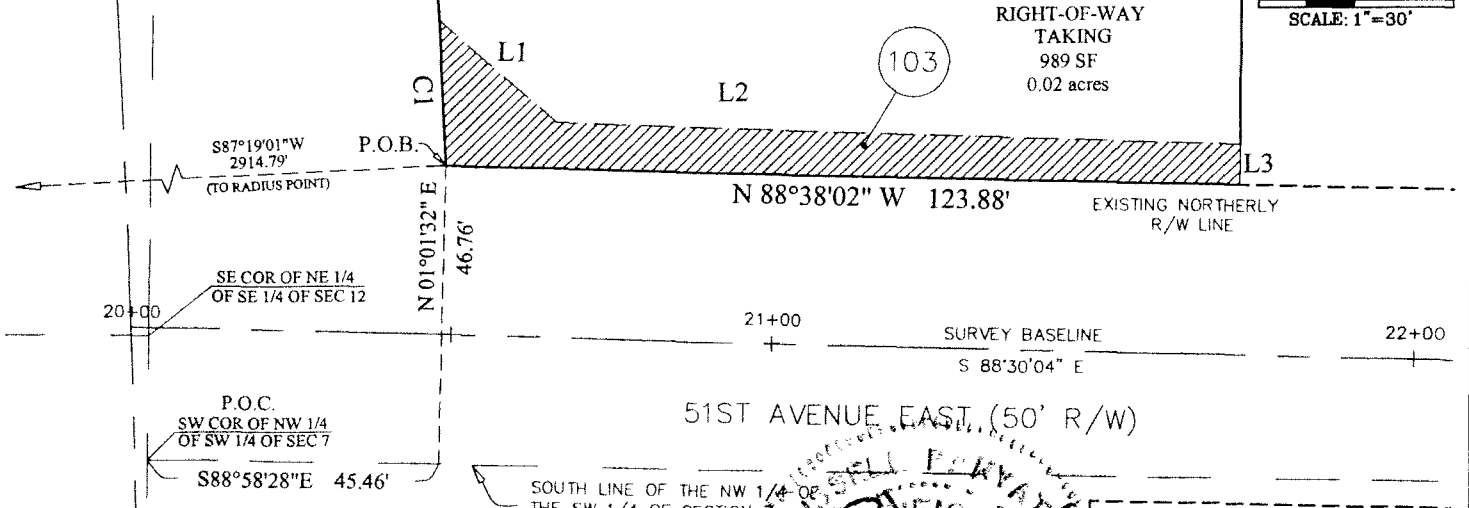 RIGHT-OF-WAY
TAKING
989 SF
0.02 acres
SCALE: 1"=30'
103
L1
L2
C1
L3
S87°19'01"W
2914.79'
(TO RADIUS POINT)
P.O.B.
N 88°38'02" W 123.88'
EXISTING NORTHERLY
R/W LINE
N 01°01'32" E
46.76'
SE COR OF NE 1/4
OF SE 1/4 OF SEC 12
20+00
21+00
SURVEY BASELINE
22+00
S 88°30'04" E
P.O.C.
SW COR OF NW 1/4
OF SW 1/4 OF SEC 7
51ST AVENUE EAST (50' R/W)
S88°58'28"E 45.46'
SOUTH LINE OF THE NW 1/4 OF
THE SW 1/4 OF SECTION